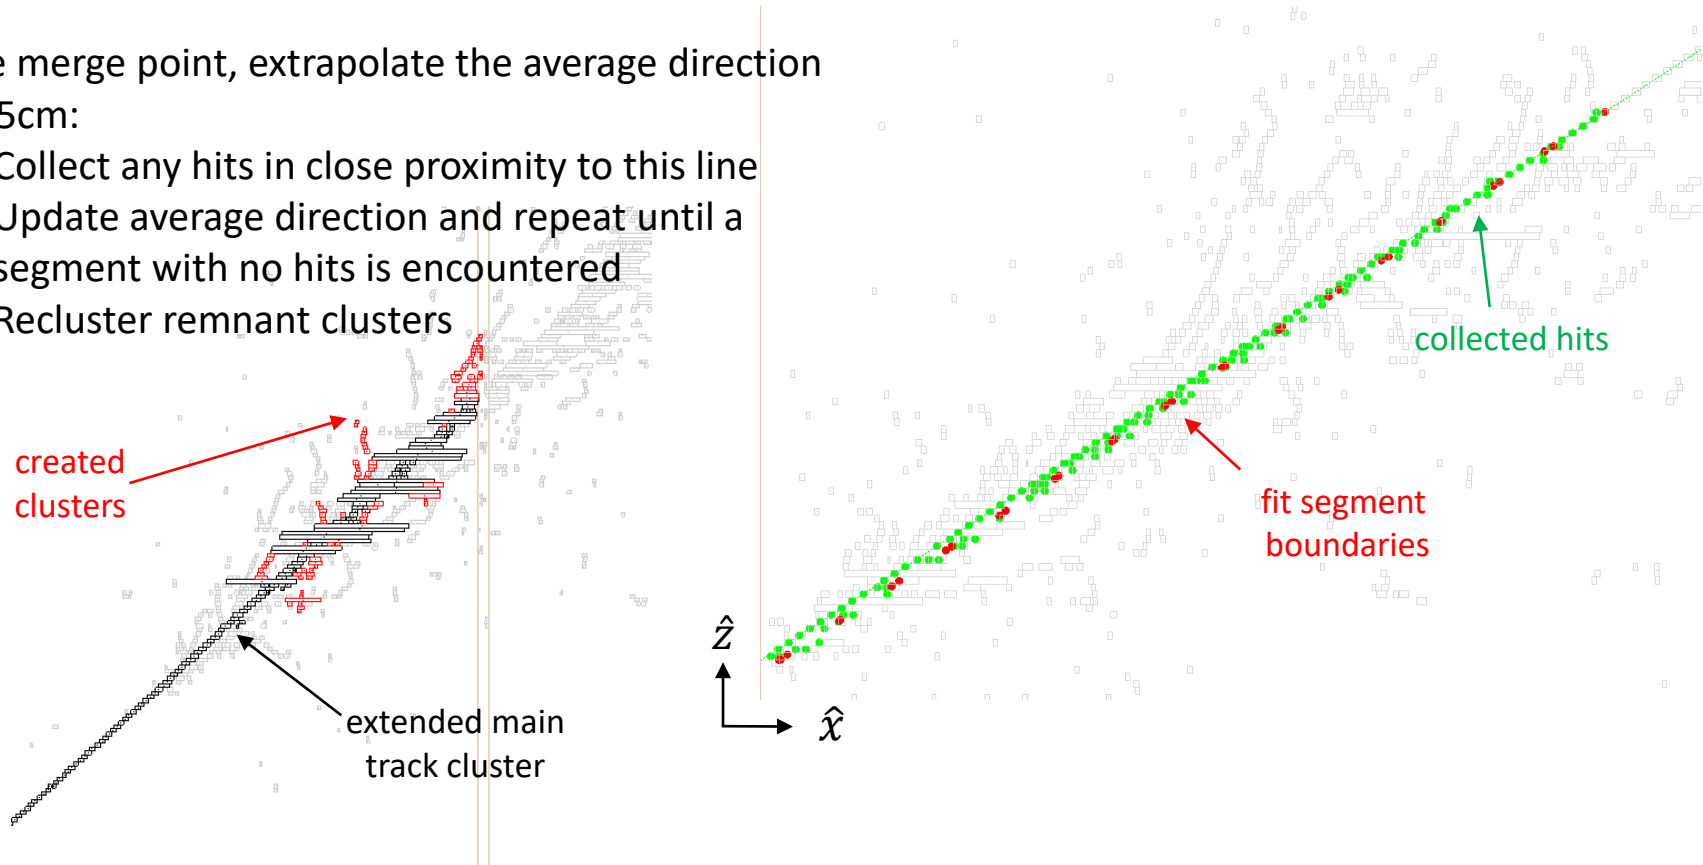 e merge point, extrapolate the average direction
5cm:
Collect any hits in close proximity to this line
Update average direction and repeat until a
segment with no hits is encountered
Recluster remnant clusters
created
clusters
extended main
track cluster
collected hits
fit segment
boundaries
ẑ
x̂